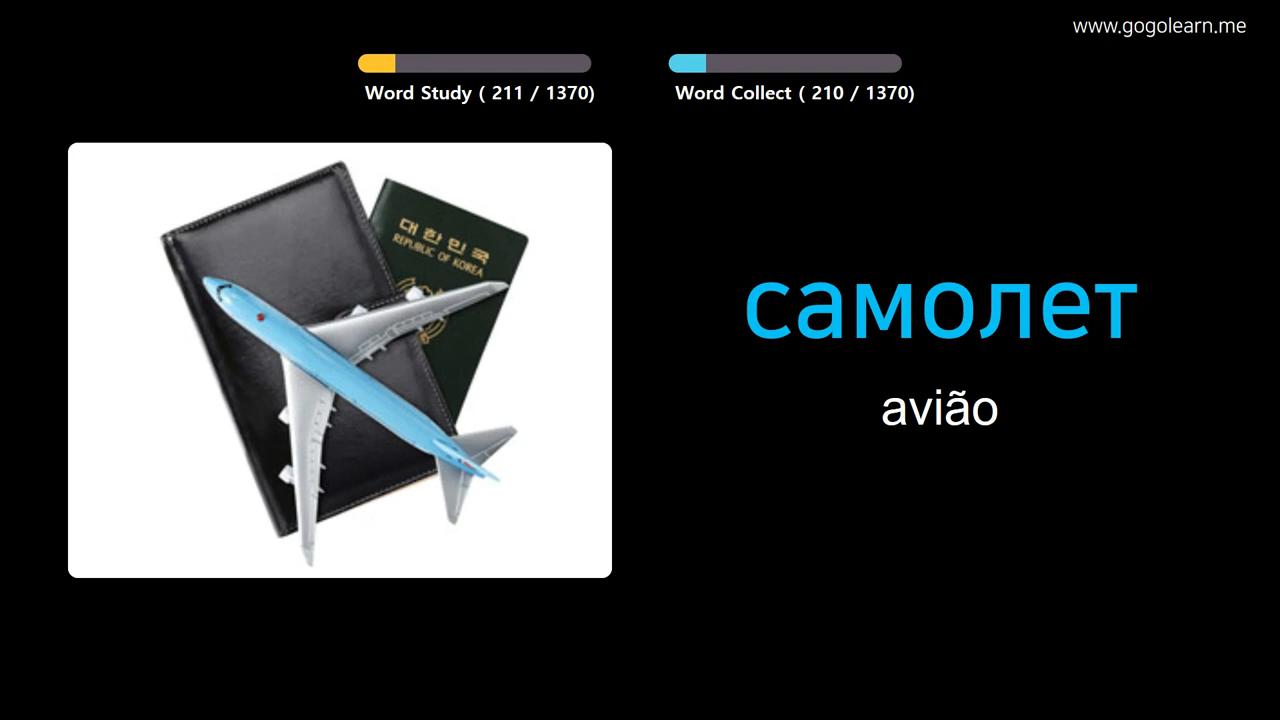 www.gogolearn.me
Word Study ( 211 / 1370)
Word Collect ( 210 / 1370)
대한민국
REPUBLIC OF KOREA
самолет
avião